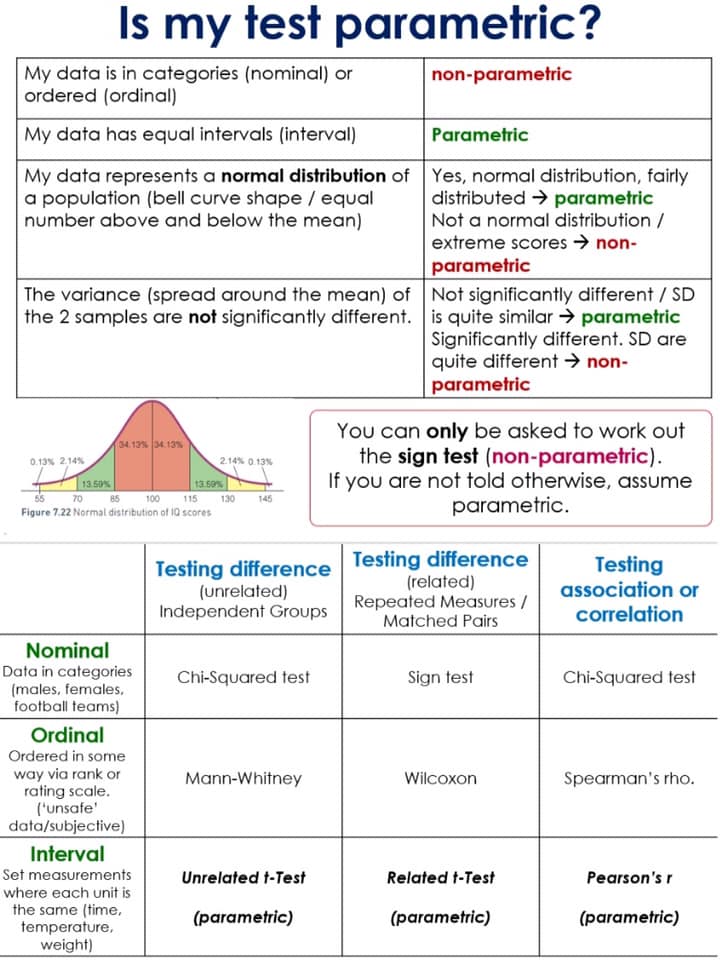 Is my test parametric?
My data is in categories (nominal) or
ordered (ordinal)
non-parametric
My data has equal intervals (interval)
Parametric
My data represents a normal distribution of
a population (bell curve shape / equal
number above and below the mean)
Yes, normal distribution, fairly
distributed → parametric
Not a normal distribution /
extreme scores → non-
parametric
The variance (spread around the mean) of
the 2 samples are not significantly different.
Not significantly different / SD
is quite similar → parametric
Significantly different. SD are
quite different → non-
parametric
34.13% 34.13%
0.13% 2.14%
2.14% 0.13%
13.59%
13.59%
55 70 85 100 115 130 145
Figure 7.22 Normal distribution of IQ scores
You can only be asked to work out
the sign test (non-parametric).
If you are not told otherwise, assume
parametric.
Testing difference
(unrelated)
Independent Groups
Testing difference
(related)
Repeated Measures /
Matched Pairs
Testing
association or
correlation
Nominal
Data in categories
(males, females,
football teams)
Chi-Squared test
Sign test
Chi-Squared test
Ordinal
Ordered in some
way via rank or
rating scale.
('unsafe'
data/subjective)
Mann-Whitney
Wilcoxon
Spearman's rho.
Interval
Set measurements
where each unit is
the same (time,
temperature,
weight)
Unrelated t-Test
(parametric)
Related t-Test
(parametric)
Pearson's r
(parametric)